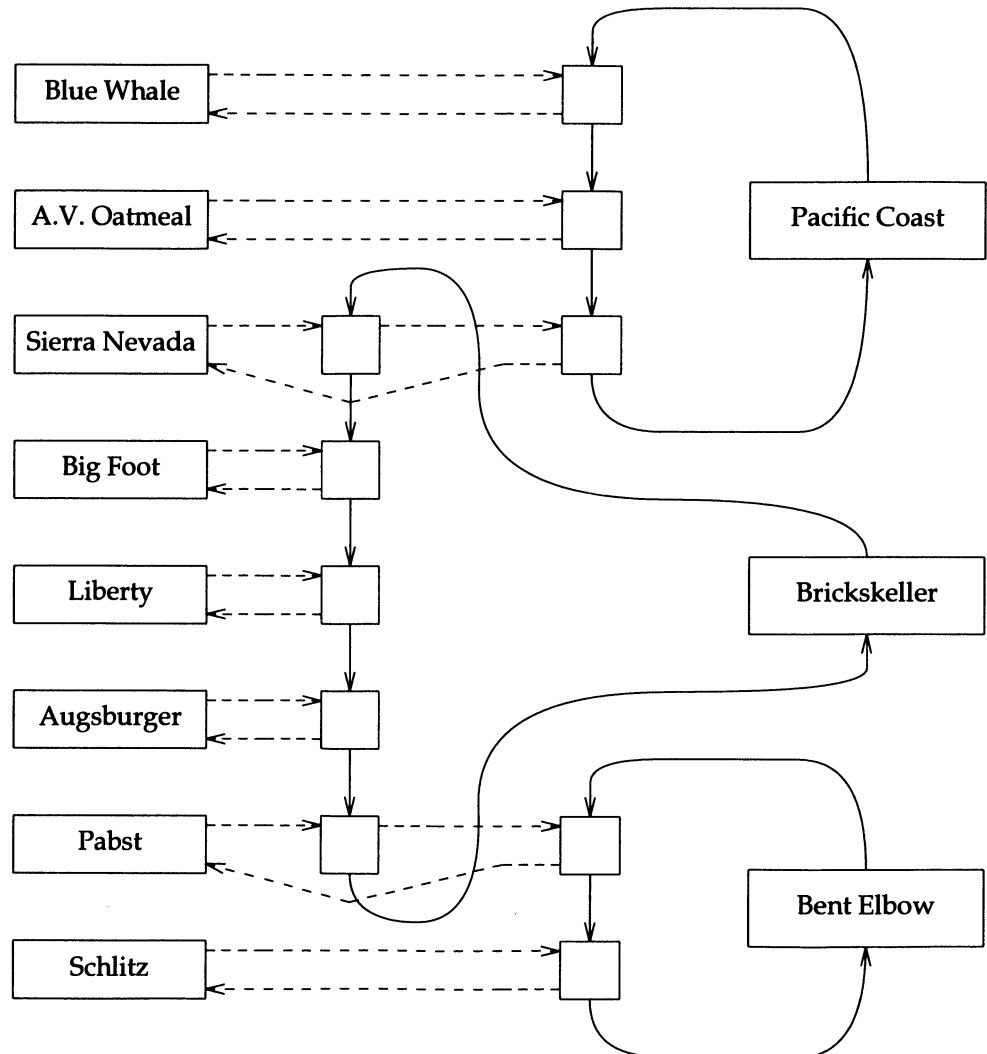 Blue Whale
A.V. Oatmeal
Pacific Coast
Sierra Nevada
Big Foot
Liberty
Brickskeller
Augsburger
Pabst
Bent Elbow
Schlitz